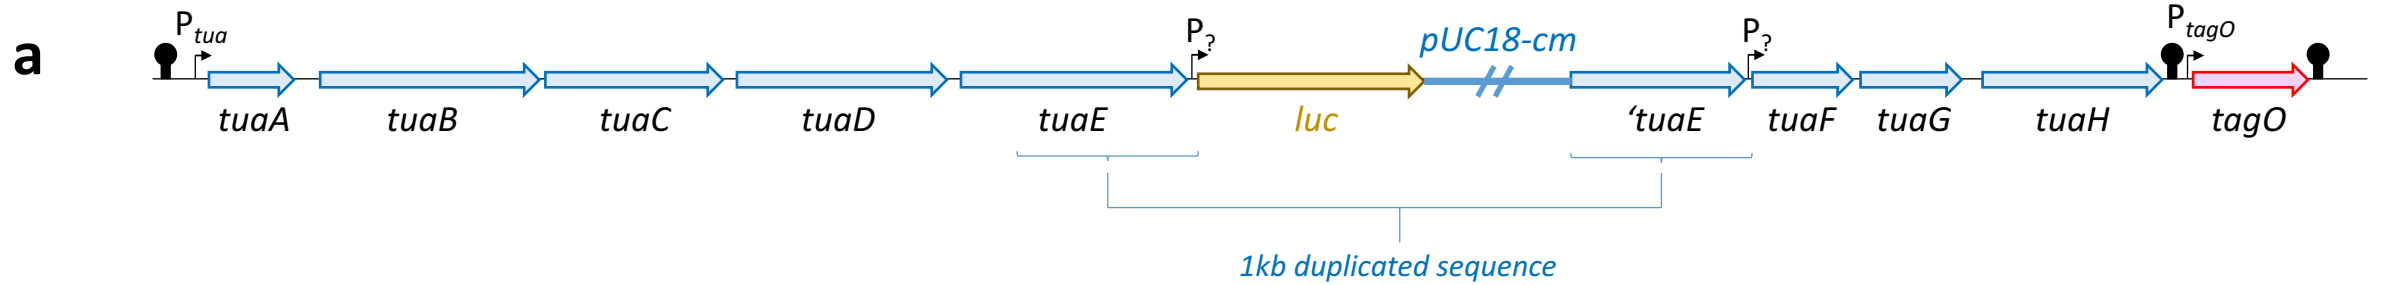 a
Ptua P? pUC18-cm P? PtagO
tuaA tuaB tuaC tuaD tuaE luc ‘tuaE tuaF tuaG tuaH tagO
1kb duplicated sequence